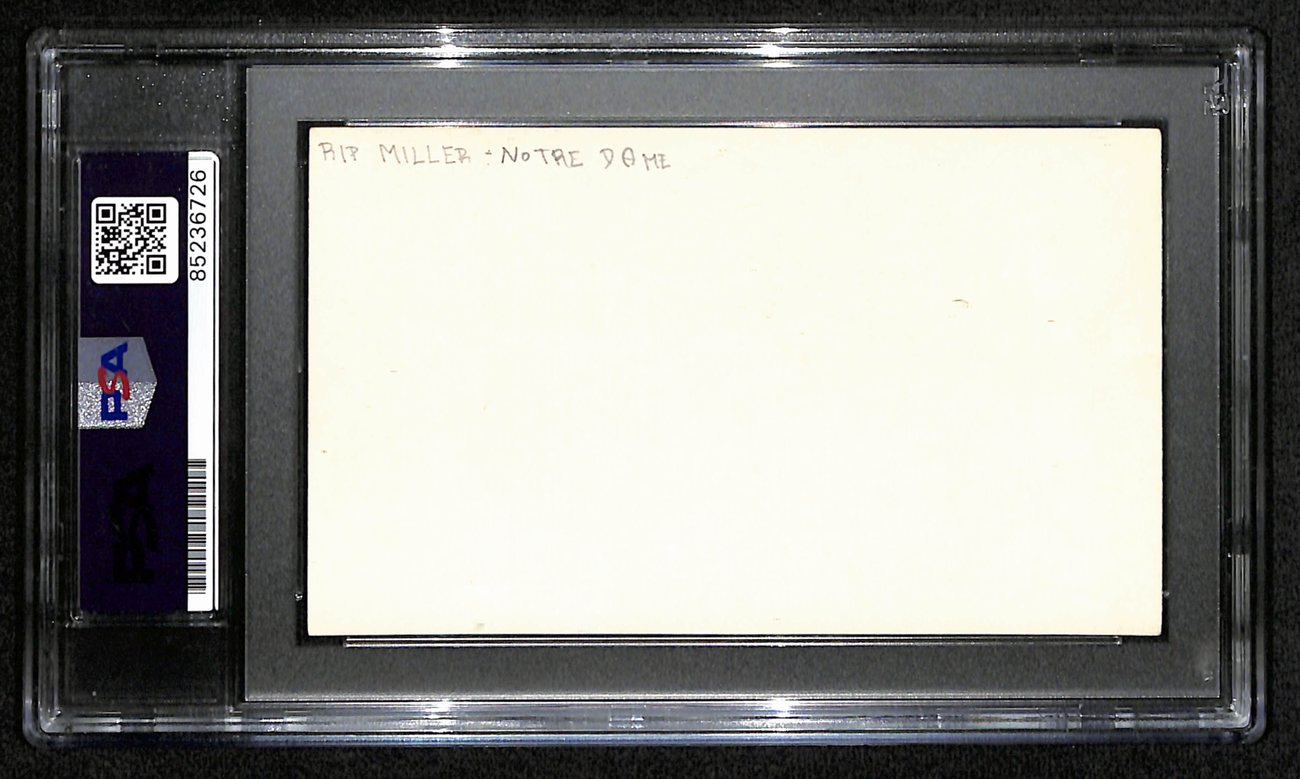 RIP MILLER - NOTRE DAME
85236726
PSA
PSA